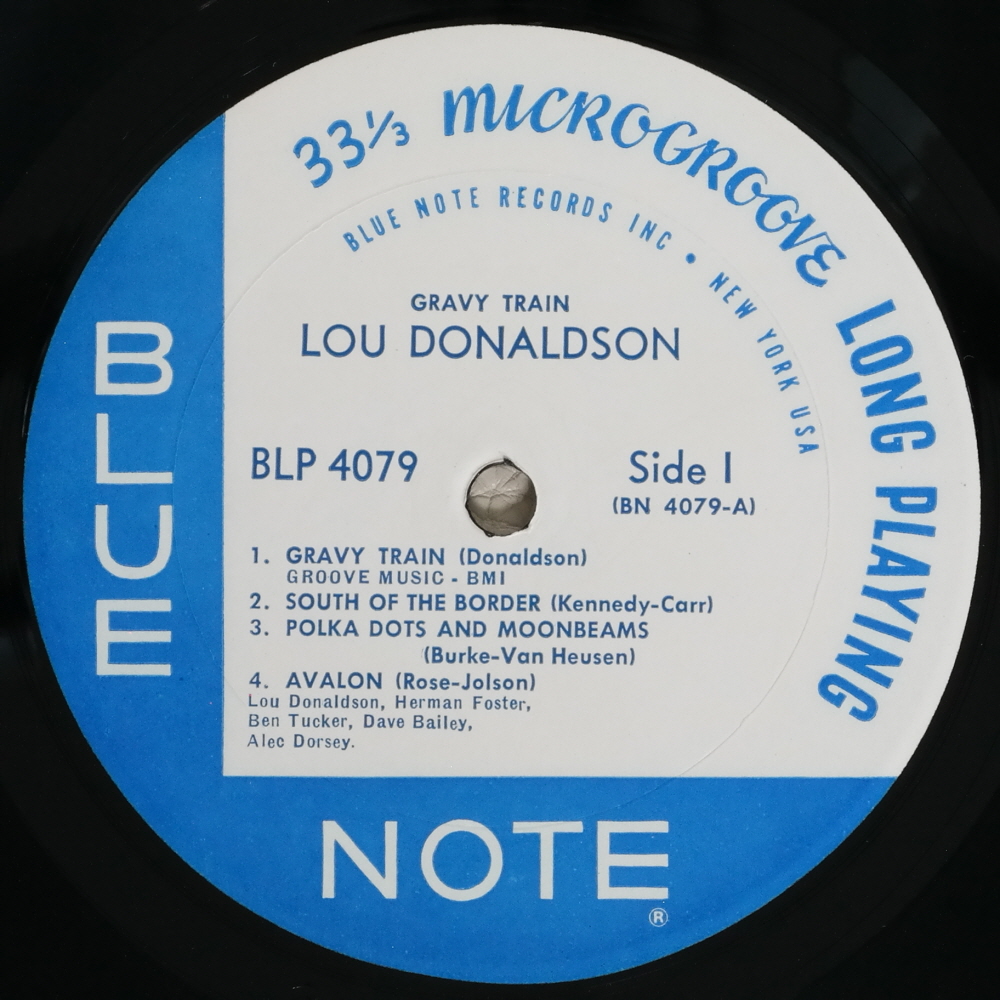 33⅓ MICROGROOVE LONG PLAYING
BLUE NOTE RECORDS INC • NEW YORK USA
GRAVY TRAIN
LOU DONALDSON
BLP 4079
Side 1
(BN 4079-A)
1. GRAVY TRAIN (Donaldson)
GROOVE MUSIC - BMI
2. SOUTH OF THE BORDER (Kennedy-Carr)
3. POLKA DOTS AND MOONBEAMS
(Burke-Van Heusen)
4. AVALON (Rose-Jolson)
Lou Donaldson, Herman Foster,
Ben Tucker, Dave Bailey,
Alec Dorsey.
BLUE
NOTE
®